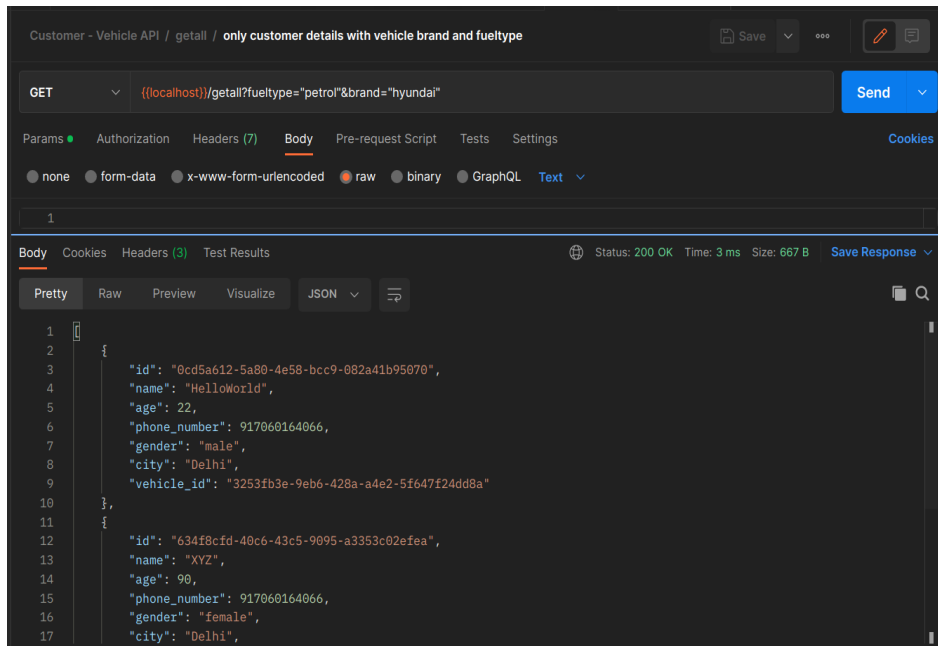 Customer - Vehicle API / getall / only customer details with vehicle brand and fueltype Save ooo
GET {{localhost}}/getall?fueltype="petrol"&brand="hyundai" Send
Params Authorization Headers (7) Body Pre-request Script Tests Settings Cookies
none form-data x-www-form-urlencoded raw binary GraphQL Text
1
Body Cookies Headers (3) Test Results Status: 200 OK Time: 3 ms Size: 667 B Save Response
Pretty Raw Preview Visualize JSON
1 [
2 {
3 "id": "0cd5a612-5a80-4e58-bcc9-082a41b95070",
4 "name": "HelloWorld",
5 "age": 22,
6 "phone_number": 917060164066,
7 "gender": "male",
8 "city": "Delhi",
9 "vehicle_id": "3253fb3e-9eb6-428a-a4e2-5f647f24dd8a"
10 },
11 {
12 "id": "634f8cfd-40c6-43c5-9095-a3353c02efea",
13 "name": "XYZ",
14 "age": 90,
15 "phone_number": 917060164066,
16 "gender": "female",
17 "city": "Delhi",